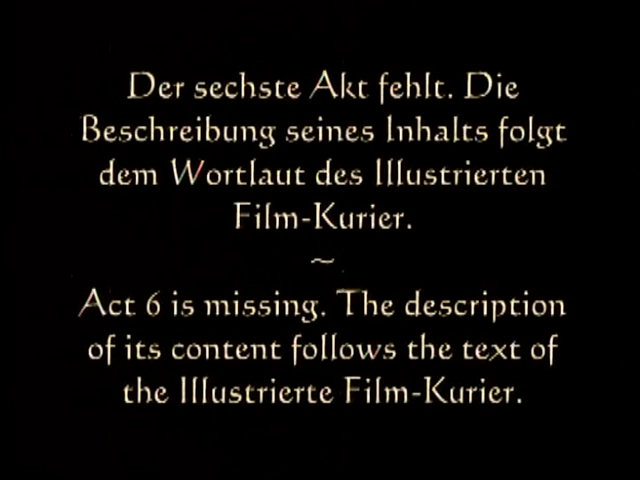 Der sechste Akt fehlt. Die
Beschreibung seines Inhalts folgt
dem Wortlaut des Illustrierten
Film-Kurier.
~
Act 6 is missing. The description
of its content follows the text of
the Illustrierte Film-Kurier.